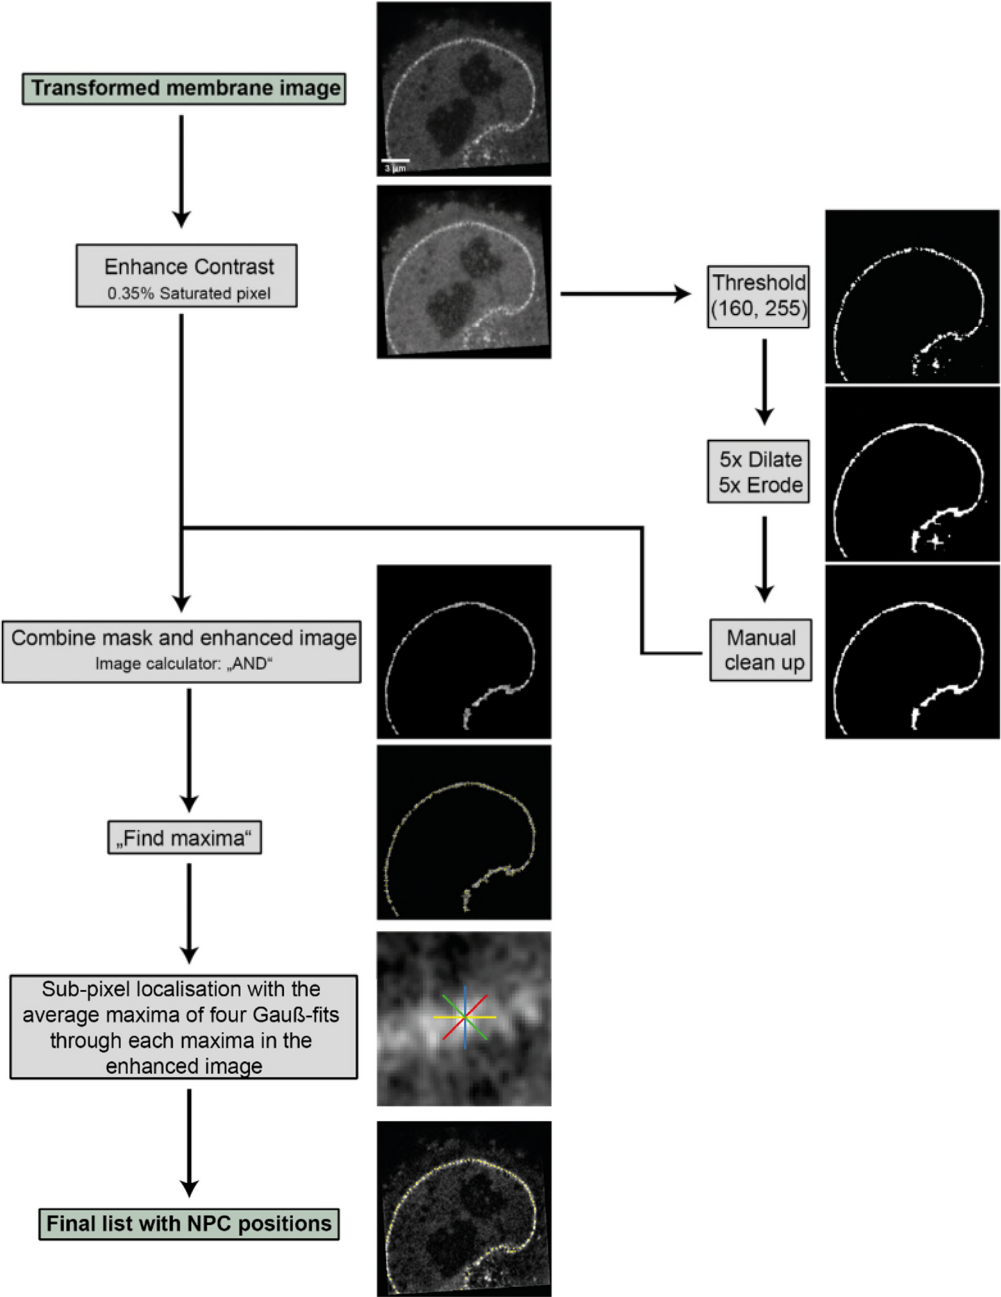 Transformed membrane image
3 µm
Enhance Contrast
0.35% Saturated pixel
Threshold
(160, 255)
5x Dilate
5x Erode
Manual
clean up
Combine mask and enhanced image
Image calculator: „AND“
„Find maxima“
Sub-pixel localisation with the
average maxima of four Gauß-fits
through each maxima in the
enhanced image
Final list with NPC positions